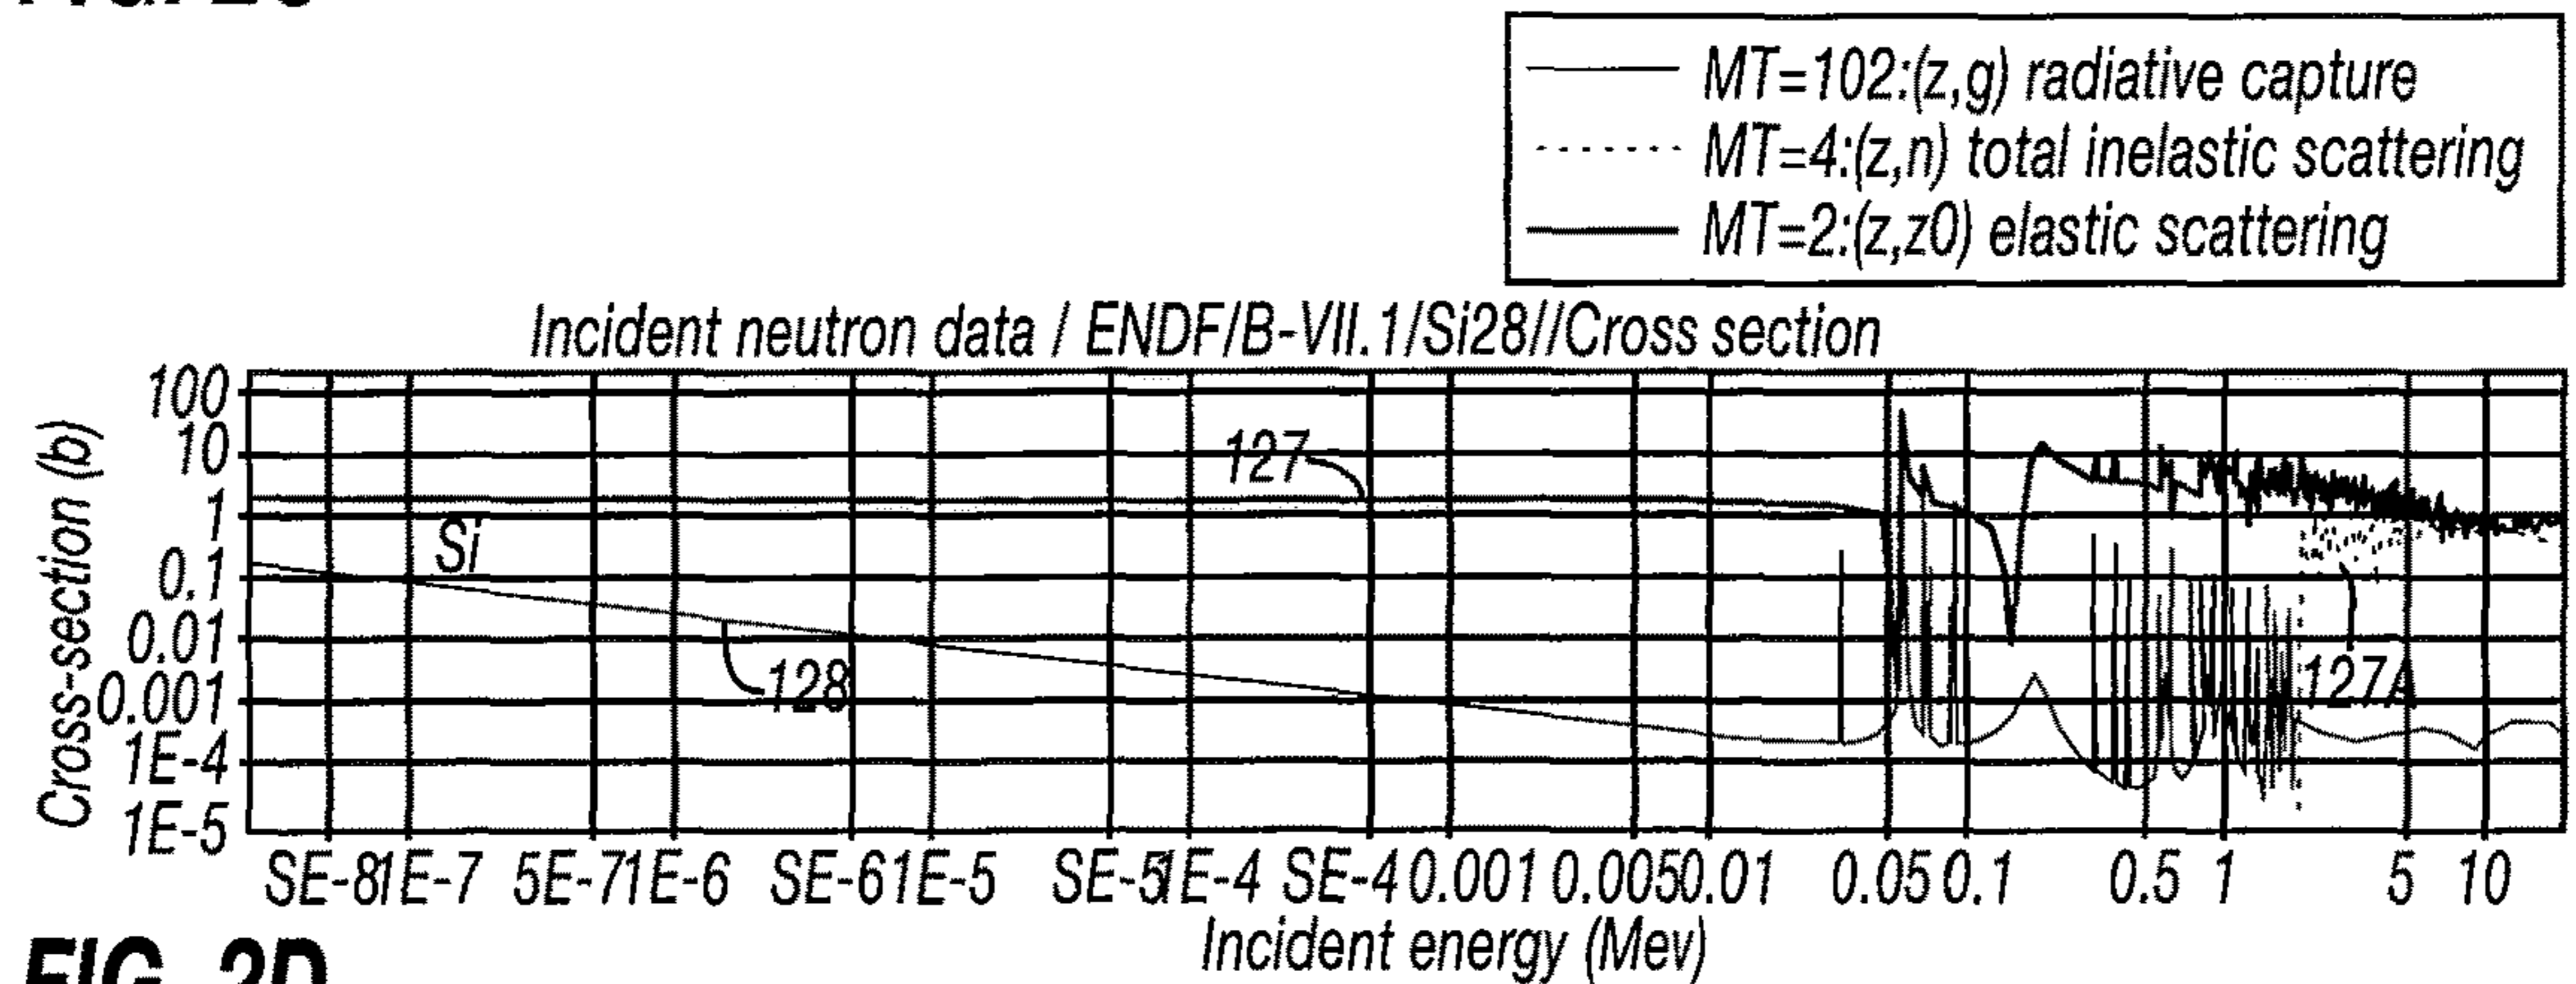 MT=102:(z,g) radiative capture
MT=4:(z,n) total inelastic scattering
MT=2:(z,z0) elastic scattering
Incident neutron data / ENDF/B-VII.1/Si28//Cross section
Cross-section (b)
100
10
1
0.1
0.01
0.001
1E-4
1E-5
127
Si
128
127A
SE-8 1E-7 5E-7 1E-6 SE-6 1E-5 SE-5 1E-4 SE-4 0.001 0.005 0.01 0.05 0.1 0.5 1 5 10
Incident energy (Mev)
FIG. 2D